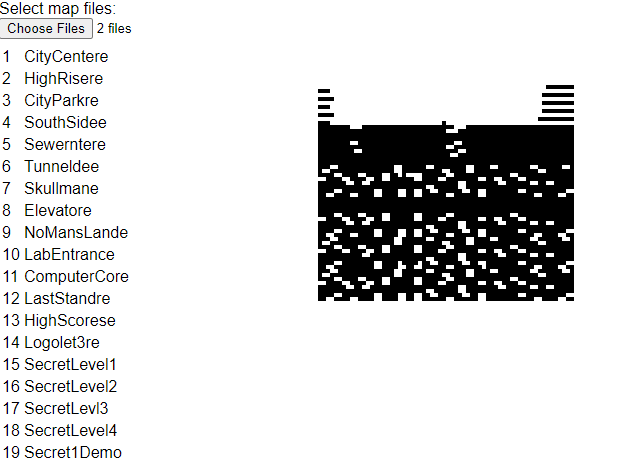 Select map files:
Choose Files 2 files
1 CityCentere
2 HighRisere
3 CityParkre
4 SouthSidee
5 Sewerntere
6 Tunneldee
7 Skullmane
8 Elevatore
9 NoMansLande
10 LabEntrance
11 ComputerCore
12 LastStandre
13 HighScorese
14 Logolet3re
15 SecretLevel1
16 SecretLevel2
17 SecretLevl3
18 SecretLevel4
19 Secret1Demo